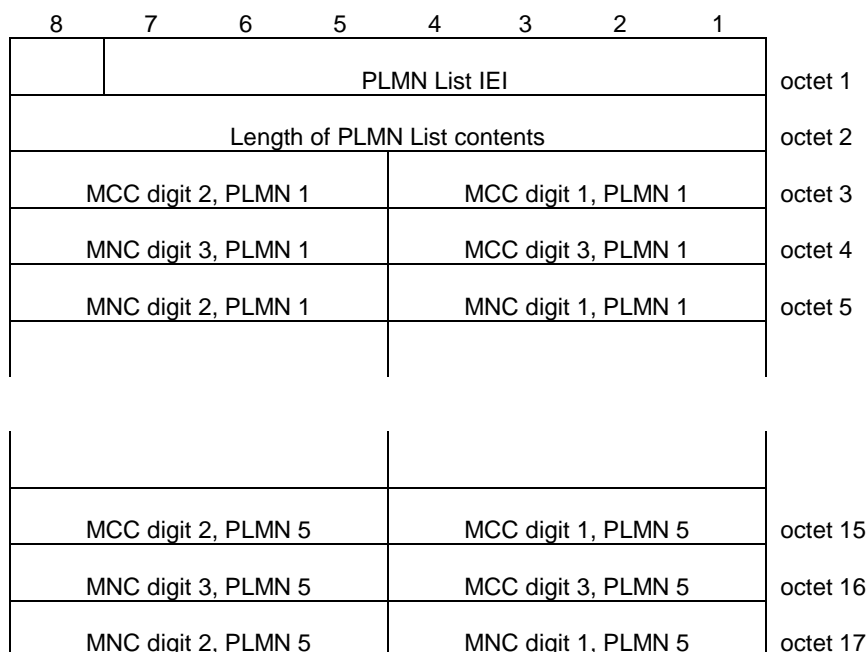 8 7 6 5 4 3 2 1
PLMN List IEI octet 1
Length of PLMN List contents octet 2
MCC digit 2, PLMN 1 MCC digit 1, PLMN 1 octet 3
MNC digit 3, PLMN 1 MCC digit 3, PLMN 1 octet 4
MNC digit 2, PLMN 1 MNC digit 1, PLMN 1 octet 5
MCC digit 2, PLMN 5 MCC digit 1, PLMN 5 octet 15
MNC digit 3, PLMN 5 MCC digit 3, PLMN 5 octet 16
MNC digit 2, PLMN 5 MNC digit 1, PLMN 5 octet 17